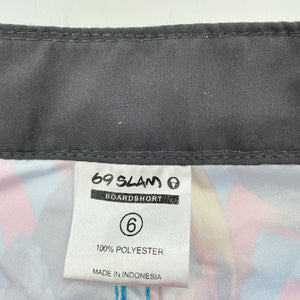 69 SLAM
BOARDSHORT
6
100% POLYESTER
MADE IN INDONESIA